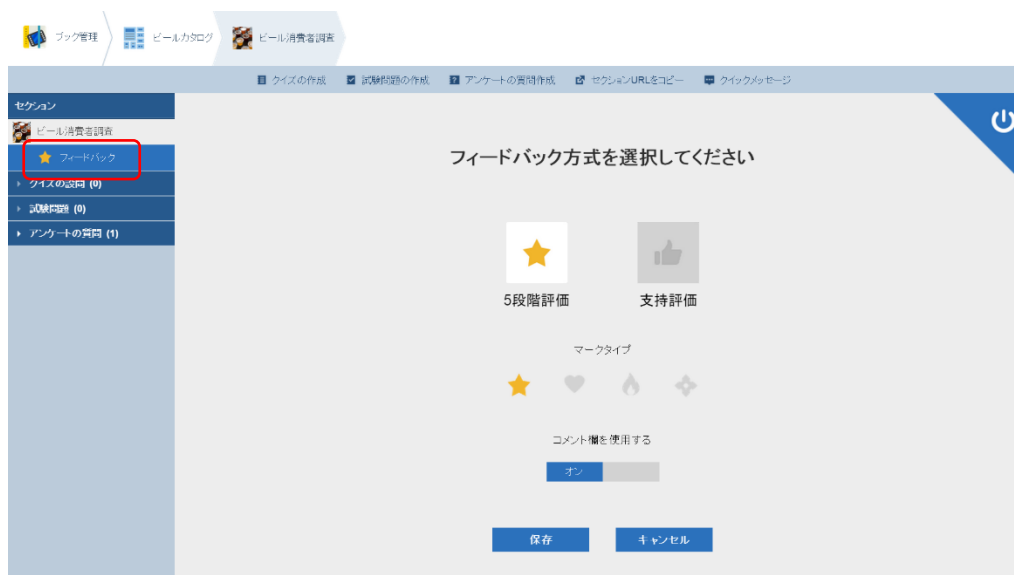 ブック管理 ビールカタログ ビール消費者調査
クイズの作成 試験問題の作成 アンケートの質問作成 セクションURLをコピー クイックメッセージ
セクション
ビール消費者調査
フィードバック
クイズの設問 (0)
試験問題 (0)
アンケートの質問 (1)
フィードバック方式を選択してください
5段階評価 支持評価
マークタイプ
コメント欄を使用する
オン
保存 キャンセル